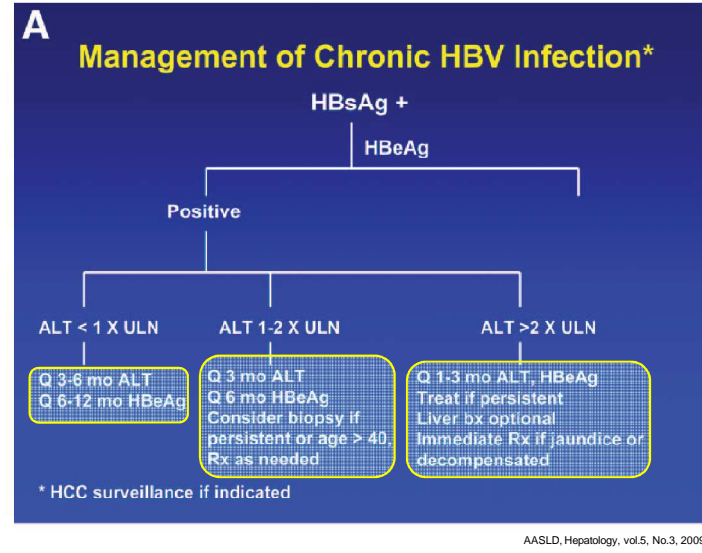 A
Management of Chronic HBV Infection*
HBsAg +
HBeAg
Positive
ALT < 1 X ULN
Q 3-6 mo ALT
Q 6-12 mo HBeAg
ALT 1-2 X ULN
Q 3 mo ALT
Q 6 mo HBeAg
Consider biopsy if
persistent or age > 40,
Rx as needed
ALT >2 X ULN
Q 1-3 mo ALT, HBeAg
Treat if persistent
Liver bx optional
Immediate Rx if jaundice or
decompensated
* HCC surveillance if indicated
AASLD, Hepatology, vol.5, No.3, 2009